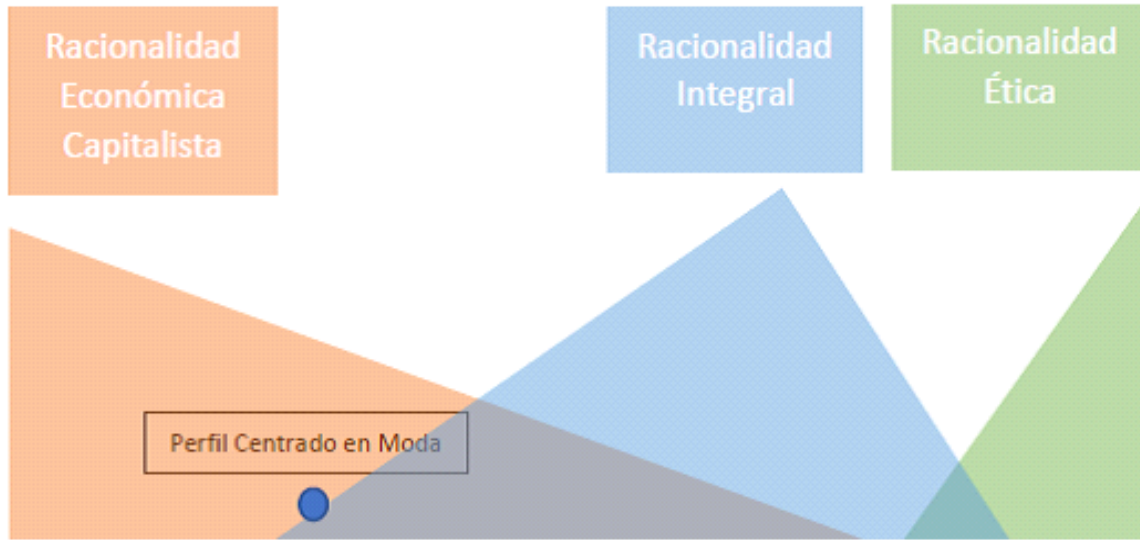 Racionalidad
Económica
Capitalista
Racionalidad
Integral
Racionalidad
Ética
Perfil Centrado en Moda